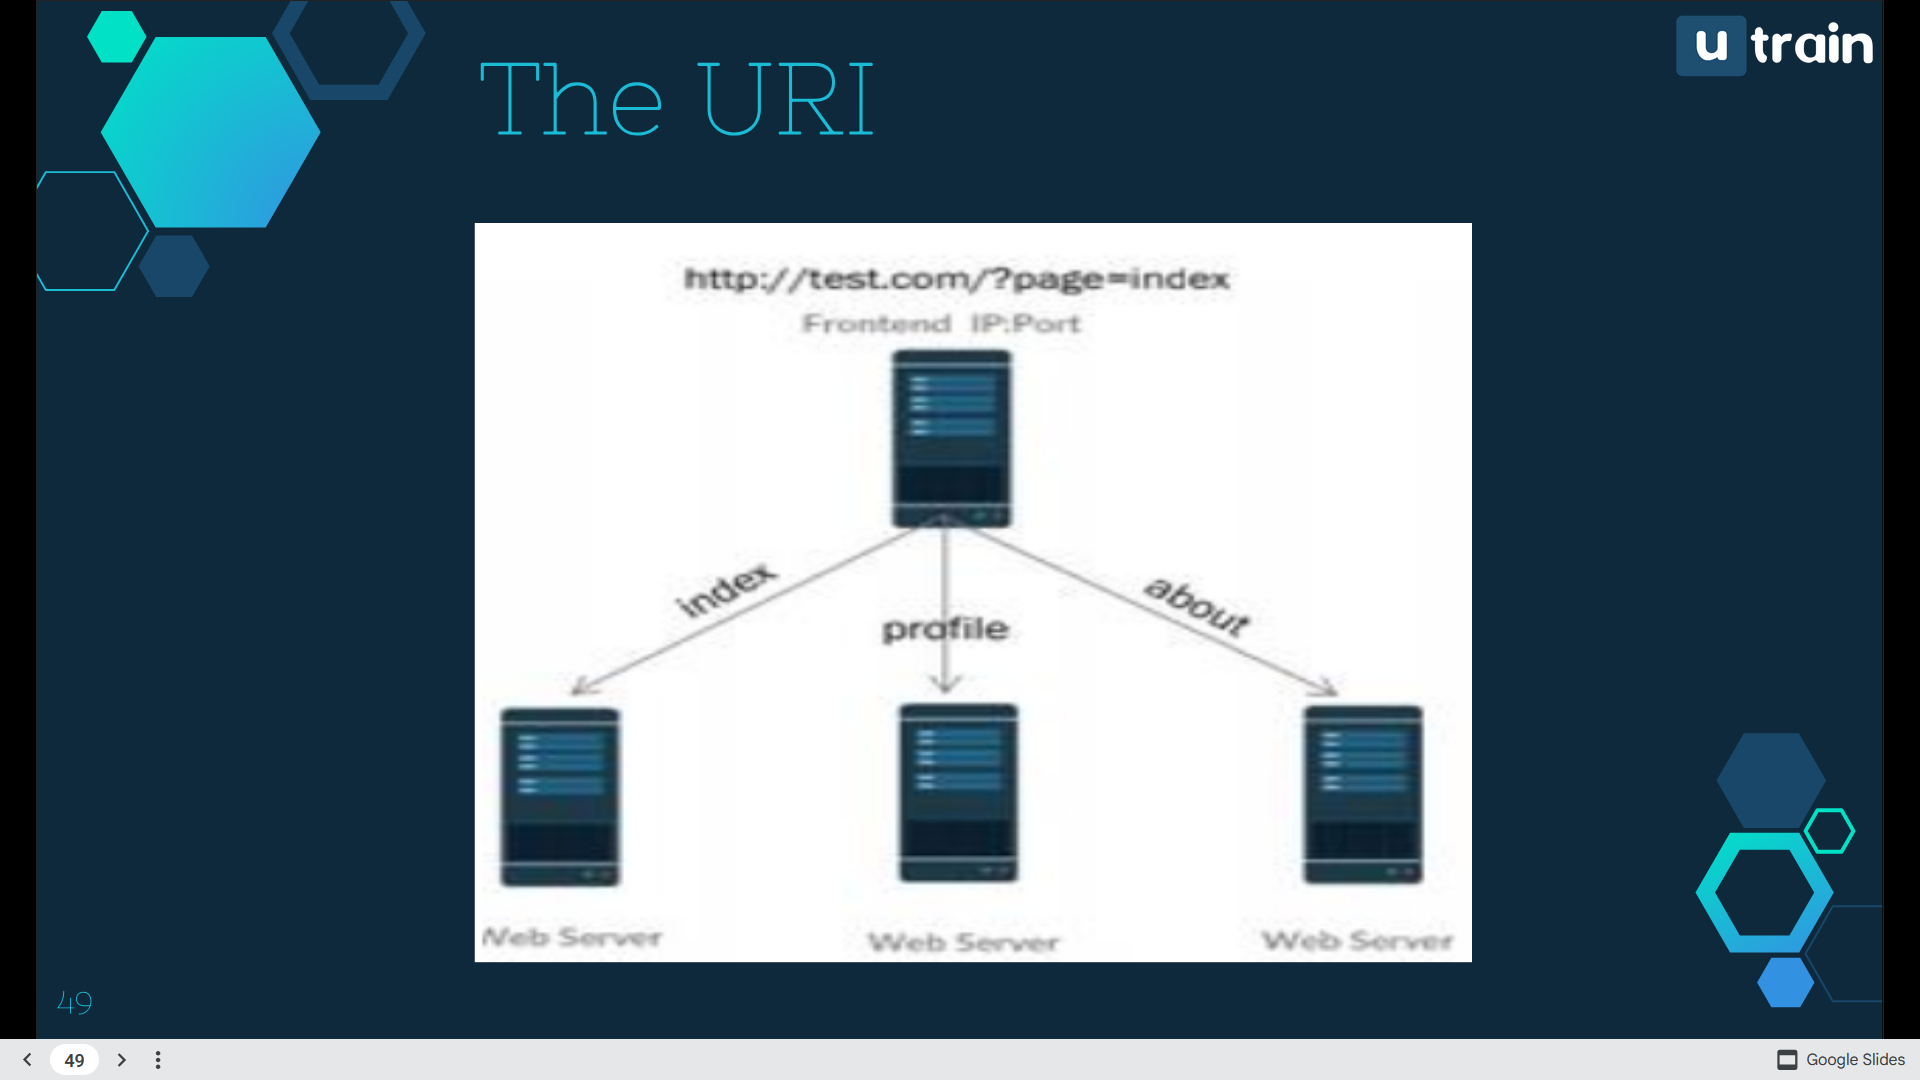 u train
The URI
http://test.com/?page=index
Frontend IP:Port
index
profile
about
Web Server
Web Server
Web Server
49
49
Google Slides